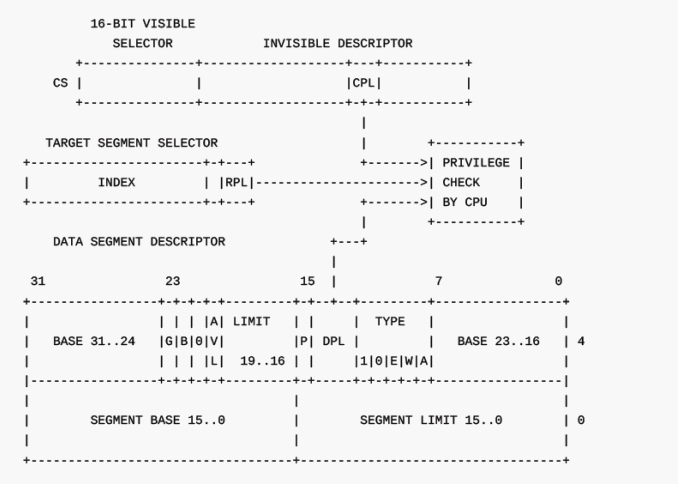 16-BIT VISIBLE
SELECTOR INVISIBLE DESCRIPTOR
+---------------+------------------+---+-----------+
CS | | |CPL| |
+---------------+------------------+-+-+-----------+
|
TARGET SEGMENT SELECTOR | +-----------+
+-----------------------+-+---+ +------->| PRIVILEGE |
| INDEX | |RPL|--------------------->| CHECK |
+-----------------------+-+---+ +------->| BY CPU |
| +-----------+
DATA SEGMENT DESCRIPTOR +---+
|
31 23 15 | 7 0
+-----------------+-+-+-+-+---------+-+--+--+---------+-----------------+
| | | | |A| LIMIT | | | TYPE | |
| BASE 31..24 |G|B|0|V| |P| DPL | | BASE 23..16 | 4
| | | | |L| 19..16 | | |1|0|E|W|A| |
|-----------------+-+-+-+-+---------+-+-----+-+-+-+-+-+-----------------|
| | |
| SEGMENT BASE 15..0 | SEGMENT LIMIT 15..0 | 0
| | |
+-----------------------------------+-----------------------------------+